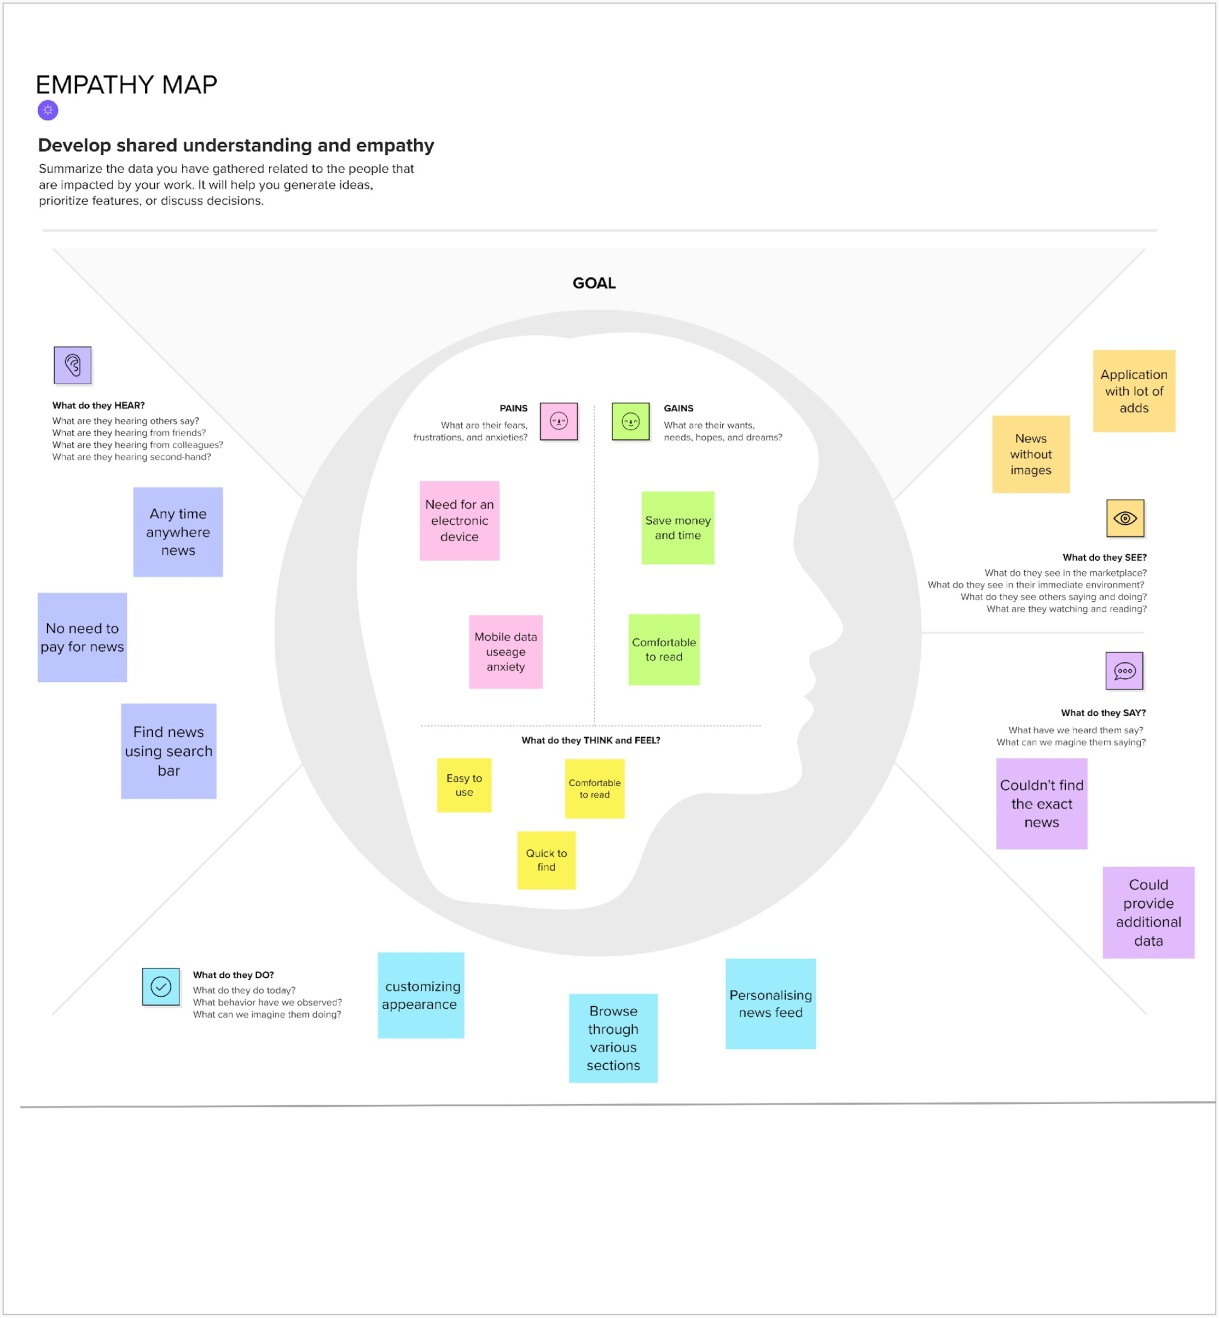 EMPATHY MAP
Develop shared understanding and empathy
Summarize the data you have gathered related to the people that
are impacted by your work. It will help you generate ideas,
prioritize features, or discuss decisions.
GOAL
What do they HEAR?
What are they hearing others say?
What are they hearing from friends?
What are they hearing from colleagues?
What are they hearing second-hand?
Any time
anywhere
news
No need to
pay for news
Find news
using search
bar
PAINS
What are their fears,
frustrations, and anxieties?
Need for an
electronic
device
Mobile data
useage
anxiety
GAINS
What are their wants,
needs, hopes, and dreams?
Save money
and time
Comfortable
to read
What do they THINK and FEEL?
Easy to
use
Comfortable
to read
Quick to
find
Application
with lot of
adds
News
without
images
What do they SEE?
What do they see in the marketplace?
What do they see in their immediate environment?
What do they see others saying and doing?
What are they watching and reading?
What do they SAY?
What have we heard them say?
What can we magine them saying?
Couldn't find
the exact
news
Could
provide
additional
data
What do they DO?
What do they do today?
What behavior have we observed?
What can we imagine them doing?
customizing
appearance
Browse
through
various
sections
Personalising
news feed